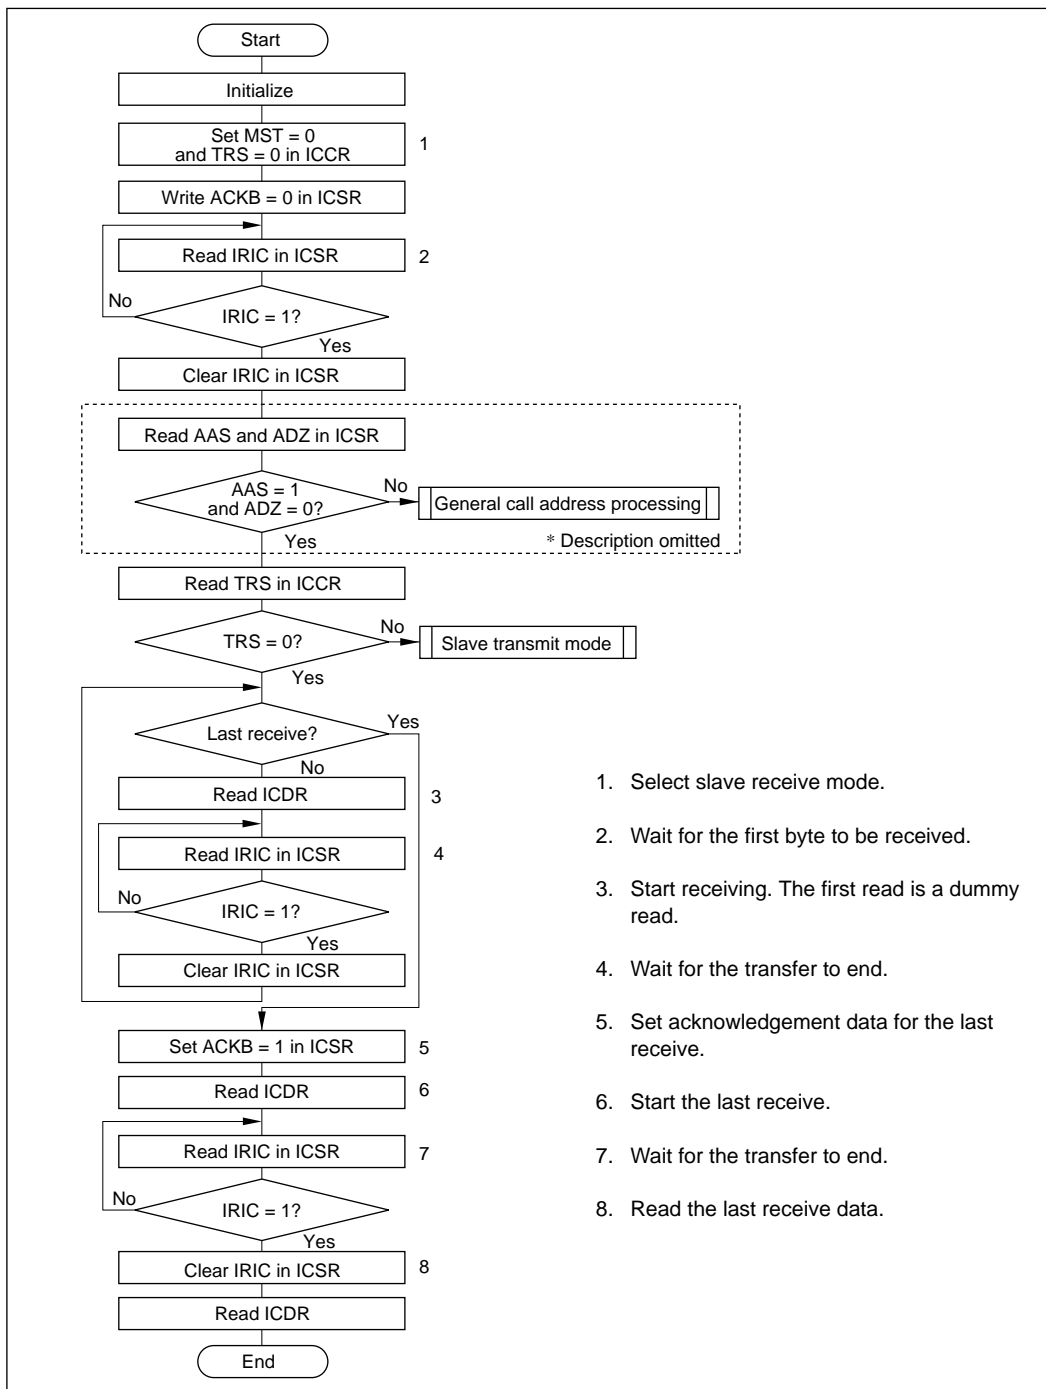 Start
Initialize
Set MST = 0
and TRS = 0 in ICCR
1
Write ACKB = 0 in ICSR
Read IRIC in ICSR
2
No
IRIC = 1?
Yes
Clear IRIC in ICSR
Read AAS and ADZ in ICSR
AAS = 1
and ADZ = 0?
No
General call address processing
Yes
* Description omitted
Read TRS in ICCR
TRS = 0?
No
Slave transmit mode
Yes
Last receive?
Yes
No
Read ICDR
3
Read IRIC in ICSR
4
No
IRIC = 1?
Yes
Clear IRIC in ICSR
Set ACKB = 1 in ICSR
5
Read ICDR
6
Read IRIC in ICSR
7
No
IRIC = 1?
Yes
Clear IRIC in ICSR
8
Read ICDR
End
1. Select slave receive mode.
2. Wait for the first byte to be received.
3. Start receiving. The first read is a dummy
read.
4. Wait for the transfer to end.
5. Set acknowledgement data for the last
receive.
6. Start the last receive.
7. Wait for the transfer to end.
8. Read the last receive data.